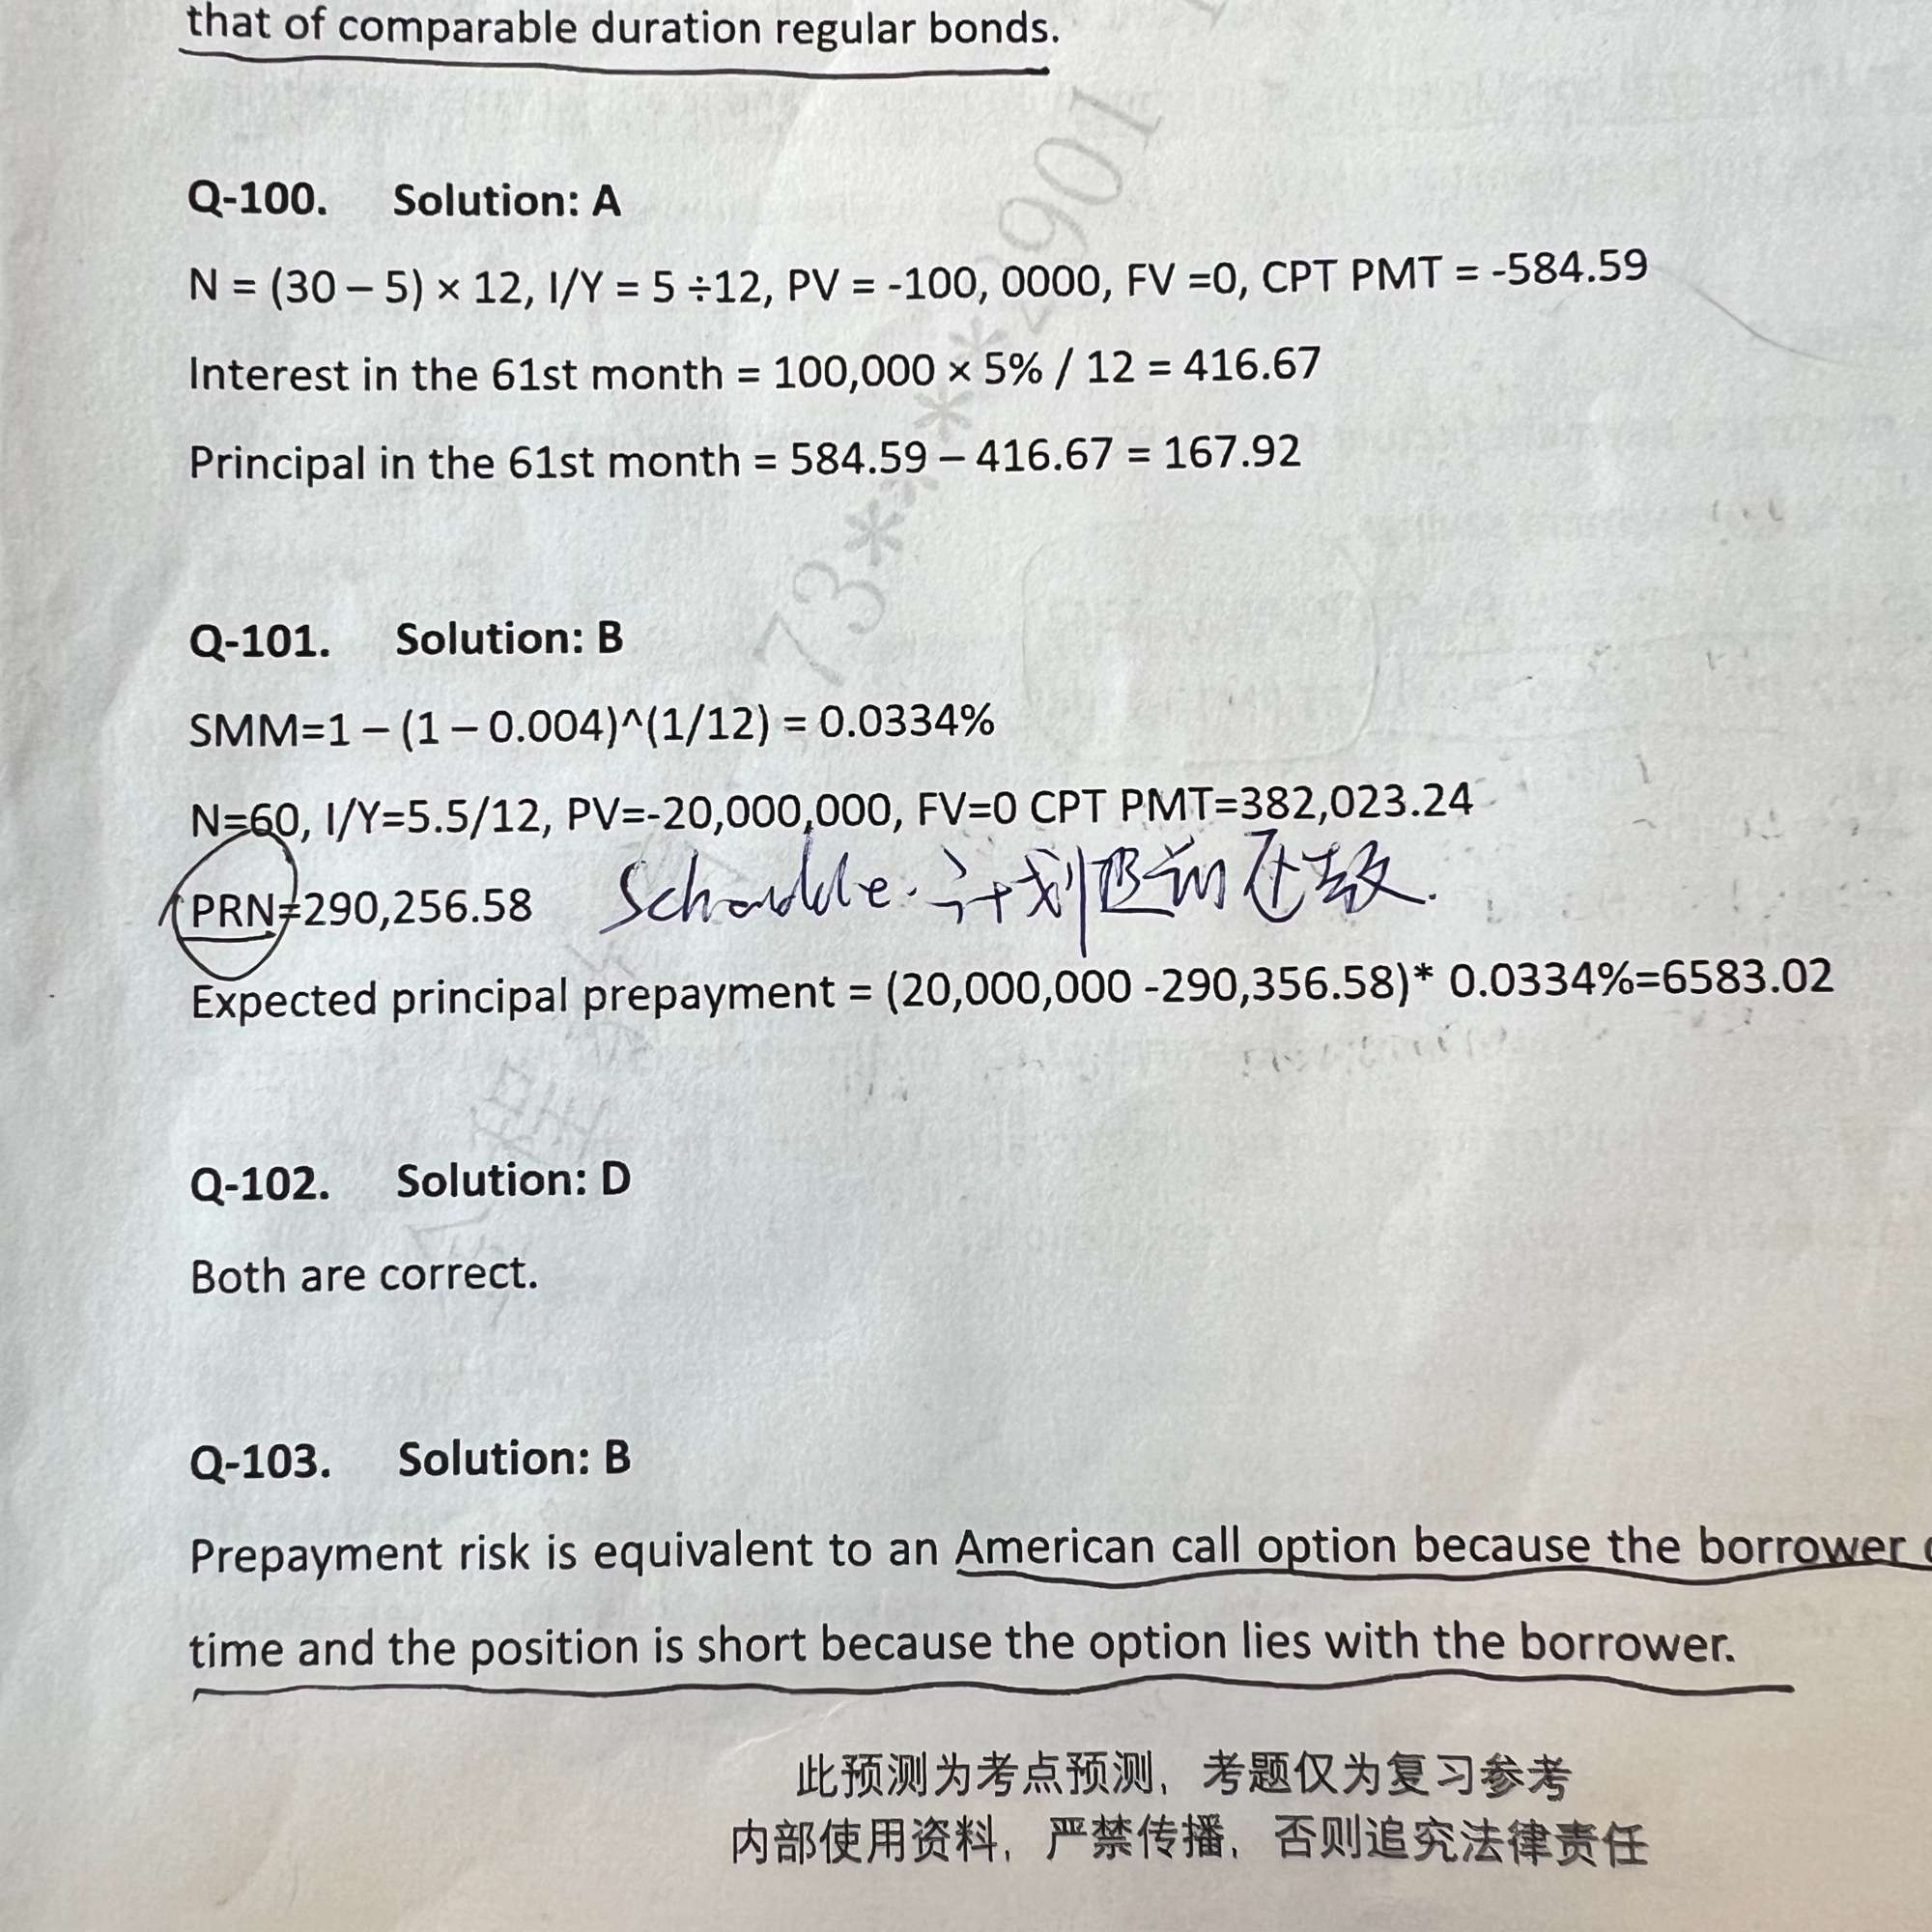 that of comparable duration regular bonds.
Q-100. Solution: A
N = (30 – 5) × 12, I/Y = 5 ÷12, PV = -100, 0000, FV =0, CPT PMT = -584.59
Interest in the 61st month = 100,000 × 5% / 12 = 416.67
Principal in the 61st month = 584.59 – 416.67 = 167.92
Q-101. Solution: B
SMM=1 – (1 – 0.004)^(1/12) = 0.0334%
N=60, I/Y=5.5/12, PV=-20,000,000, FV=0 CPT PMT=382,023.24
PRN=290,256.58 计划
Expected principal prepayment = (20,000,000 -290,356.58)* 0.0334%=6583.02
Q-102. Solution: D
Both are correct.
Q-103. Solution: B
Prepayment risk is equivalent to an American call option because the borrower
time and the position is short because the option lies with the borrower.
此预测为考点预测，考题仅为复习参考
内部使用资料，严禁传播，否则追究法律责任
73****2901